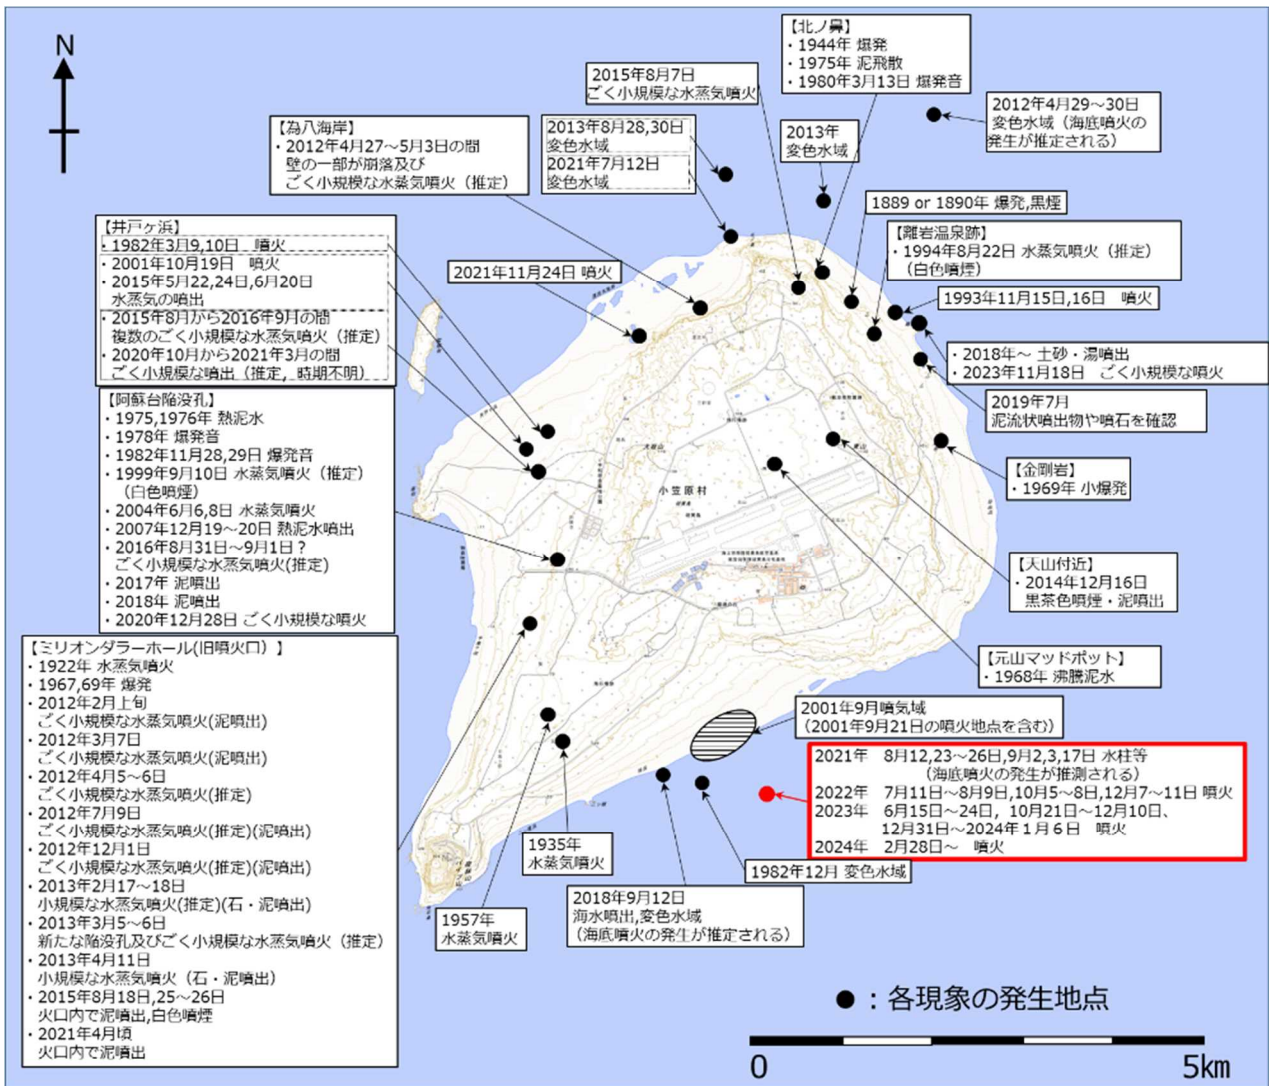 N
【北ノ鼻】
・1944年 爆発
・1975年 泥飛散
・1980年3月13日 爆発音
2015年8月7日
ごく小規模な水蒸気噴火
2012年4月29～30日
変色水域（海底噴火の
発生が推定される）
【為八海岸】
・2012年4月27～5月3日の間
壁の一部が崩落及び
ごく小規模な水蒸気噴火（推定）
2013年8月28,30日
変色水域
2021年7月12日
変色水域
2013年
変色水域
1889 or 1890年 爆発,黒煙
【離岩温泉跡】
・1994年8月22日 水蒸気噴火（推定）
（白色噴煙）
【井戸ヶ浜】
・1982年3月9,10日　噴火
・2001年10月19日　噴火
・2015年5月22,24日,6月20日
水蒸気の噴出
・2015年8月から2016年9月の間
複数のごく小規模な水蒸気噴火（推定）
・2020年10月から2021年3月の間
ごく小規模な噴出（推定，時期不明）
2021年11月24日 噴火
1993年11月15日,16日　噴火
・2018年～ 土砂・湯噴出
・2023年11月18日　ごく小規模な噴火
2019年7月
泥流状噴出物や噴石を確認
【阿蘇台陥没孔】
・1975,1976年 熱泥水
・1978年 爆発音
・1982年11月28,29日 爆発音
・1999年9月10日 水蒸気噴火（推定）
（白色噴煙）
・2004年6月6,8日 水蒸気噴火
・2007年12月19～20日 熱泥水噴出
・2016年8月31日～9月1日？
ごく小規模な水蒸気噴火(推定)
・2017年 泥噴出
・2018年 泥噴出
・2020年12月28日 ごく小規模な噴火
【金剛岩】
・1969年 小爆発
小笠原村
【天山付近】
・2014年12月16日
黒茶色噴煙・泥噴出
【ミリオンダラーホール(旧噴火口）】
・1922年 水蒸気噴火
・1967,69年 爆発
・2012年2月上旬
ごく小規模な水蒸気噴火(泥噴出)
・2012年3月7日
ごく小規模な水蒸気噴火(泥噴出)
・2012年4月5～6日
ごく小規模な水蒸気噴火(推定)
・2012年7月9日
ごく小規模な水蒸気噴火(推定)(泥噴出)
・2012年12月1日
ごく小規模な水蒸気噴火(推定)(泥噴出)
・2013年2月17～18日
小規模な水蒸気噴火(推定)(石・泥噴出)
・2013年3月5～6日
新たな陥没孔及びごく小規模な水蒸気噴火（推定）
・2013年4月11日
小規模な水蒸気噴火（石・泥噴出）
・2015年8月18日,25～26日
火口内で泥噴出,白色噴煙
・2021年4月頃
火口内で泥噴出
【元山マッドポット】
・1968年 沸騰泥水
2001年9月噴気域
（2001年9月21日の噴火地点を含む）
2021年　8月12,23～26日,9月2,3,17日 水柱等
（海底噴火の発生が推測される）
2022年　7月11日～8月9日,10月5～8日,12月7～11日 噴火
2023年　6月15日～24日，10月21日～12月10日、
12月31日～2024年１月６日　噴火
2024年　2月28日～　噴火
1935年
水蒸気噴火
1982年12月 変色水域
2018年9月12日
海水噴出,変色水域
（海底噴火の発生が推定される）
1957年
水蒸気噴火
●：各現象の発生地点
0
5km